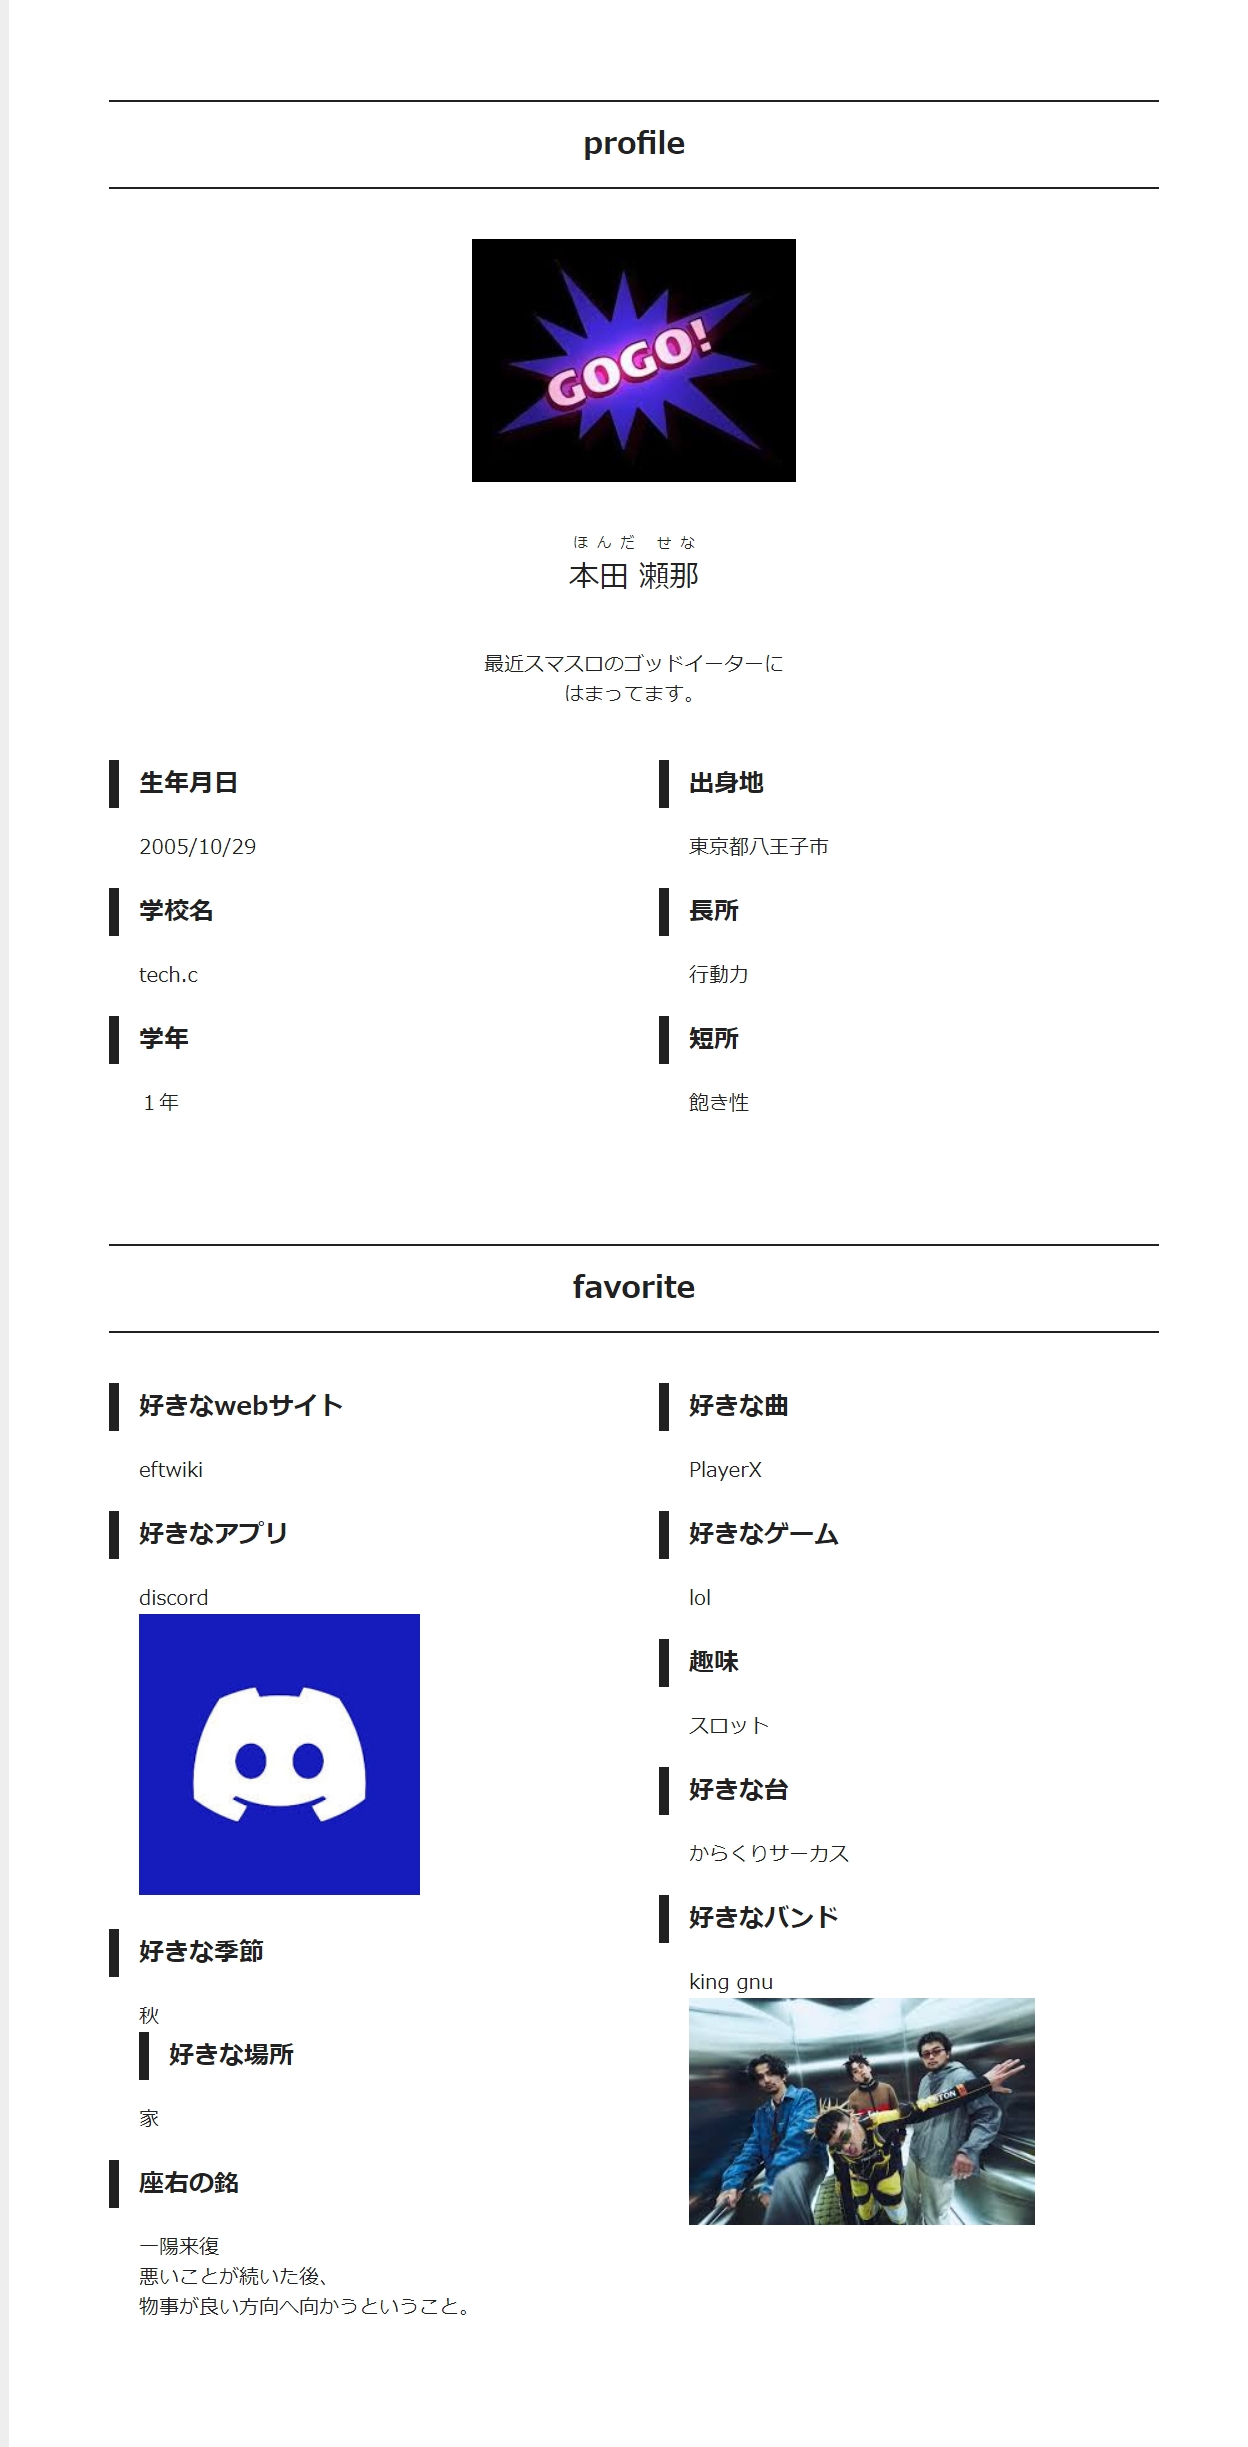 profile
GOGO!
ほんだ せな
本田 瀬那
最近スマスロのゴッドイーターに
はまってます。
生年月日
2005/10/29
学校名
tech.c
学年
１年
出身地
東京都八王子市
長所
行動力
短所
飽き性
favorite
好きなwebサイト
eftwiki
好きなアプリ
discord
好きな季節
秋
好きな場所
家
座右の銘
一陽来復
悪いことが続いた後、
物事が良い方向へ向かうということ。
好きな曲
PlayerX
好きなゲーム
lol
趣味
スロット
好きな台
からくりサーカス
好きなバンド
king gnu